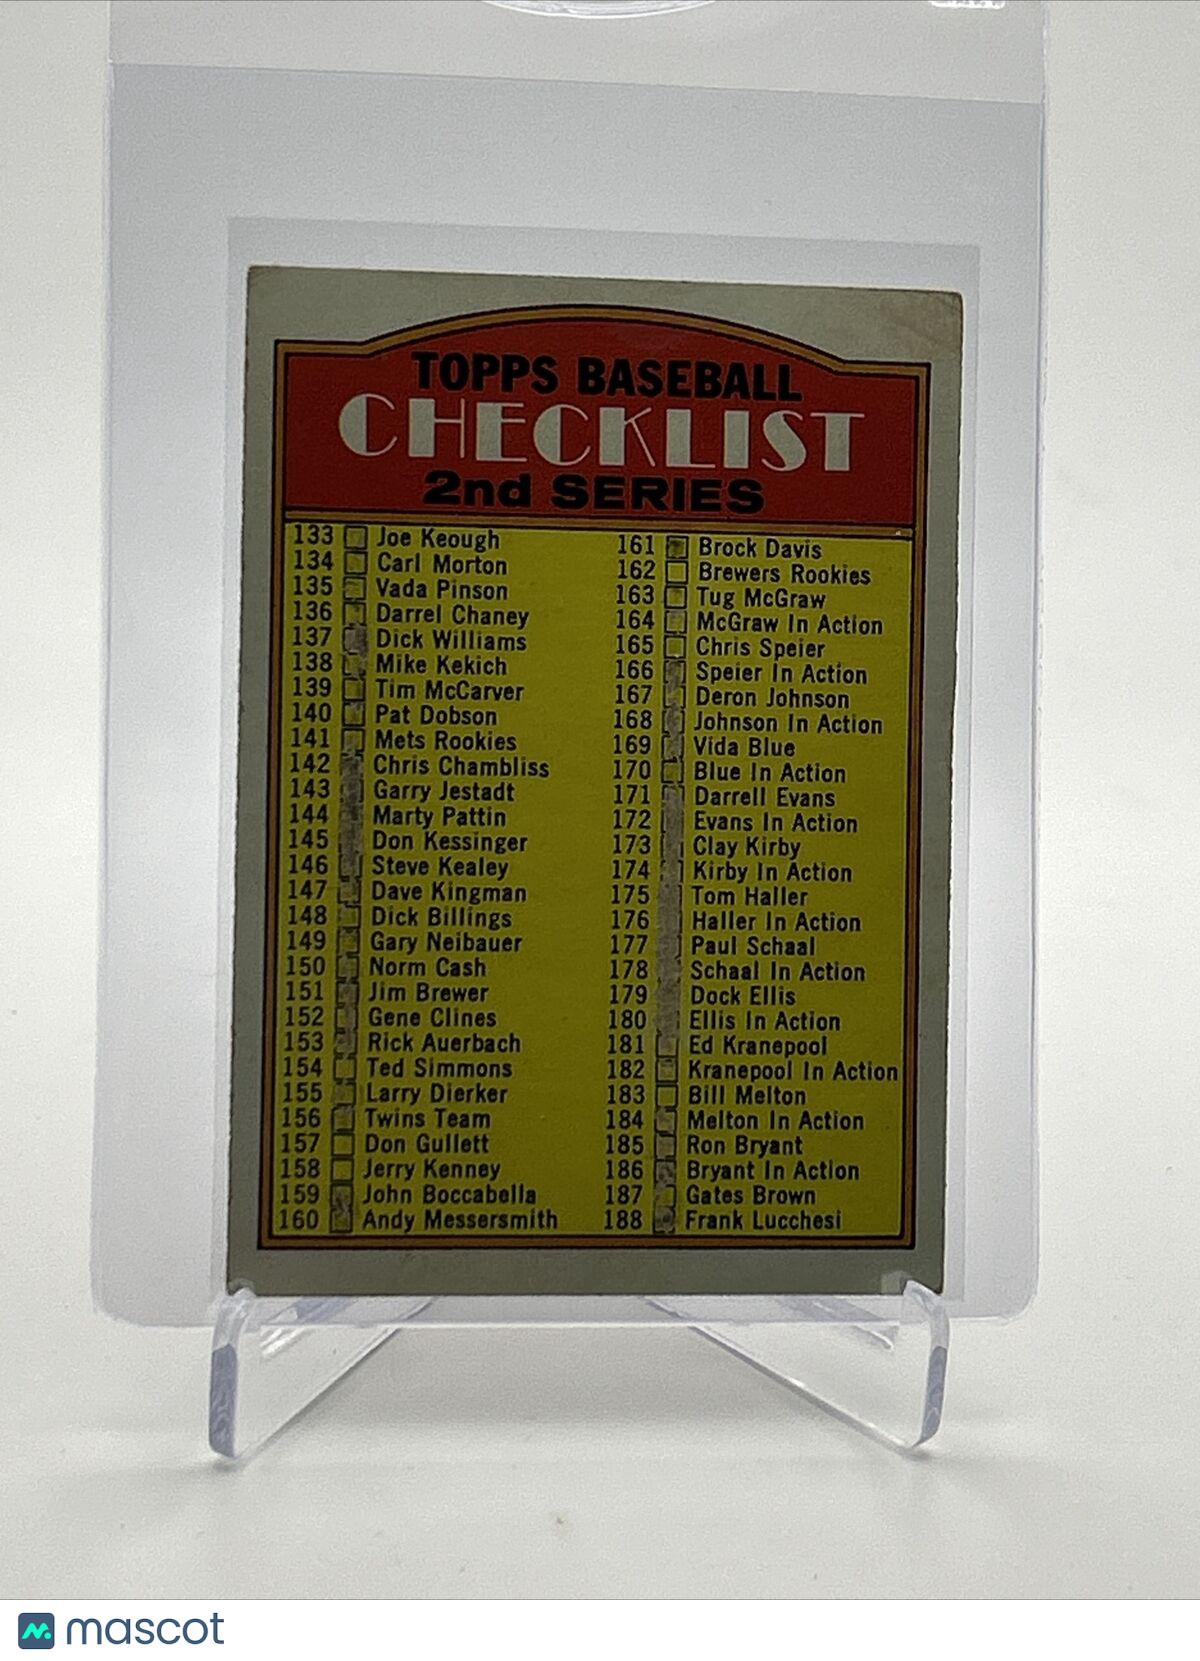 TOPPS BASEBALL
CHECKLIST
2nd SERIES
133 Joe Keough
134 Carl Morton
135 Vada Pinson
136 Darrel Chaney
137 Dick Williams
138 Mike Kekich
139 Tim McCarver
140 Pat Dobson
141 Mets Rookies
142 Chris Chambliss
143 Garry Jestadt
144 Marty Pattin
145 Don Kessinger
146 Steve Kealey
147 Dave Kingman
148 Dick Billings
149 Gary Neibauer
150 Norm Cash
151 Jim Brewer
152 Gene Clines
153 Rick Auerbach
154 Ted Simmons
155 Larry Dierker
156 Twins Team
157 Don Gullett
158 Jerry Kenney
159 John Boccabella
160 Andy Messersmith
161 Brock Davis
162 Brewers Rookies
163 Tug McGraw
164 McGraw In Action
165 Chris Speier
166 Speier In Action
167 Deron Johnson
168 Johnson In Action
169 Vida Blue
170 Blue In Action
171 Darrell Evans
172 Evans In Action
173 Clay Kirby
174 Kirby In Action
175 Tom Haller
176 Haller In Action
177 Paul Schaal
178 Schaal In Action
179 Dock Ellis
180 Ellis In Action
181 Ed Kranepool
182 Kranepool In Action
183 Bill Melton
184 Melton In Action
185 Ron Bryant
186 Bryant In Action
187 Gates Brown
188 Frank Lucchesi
mascot